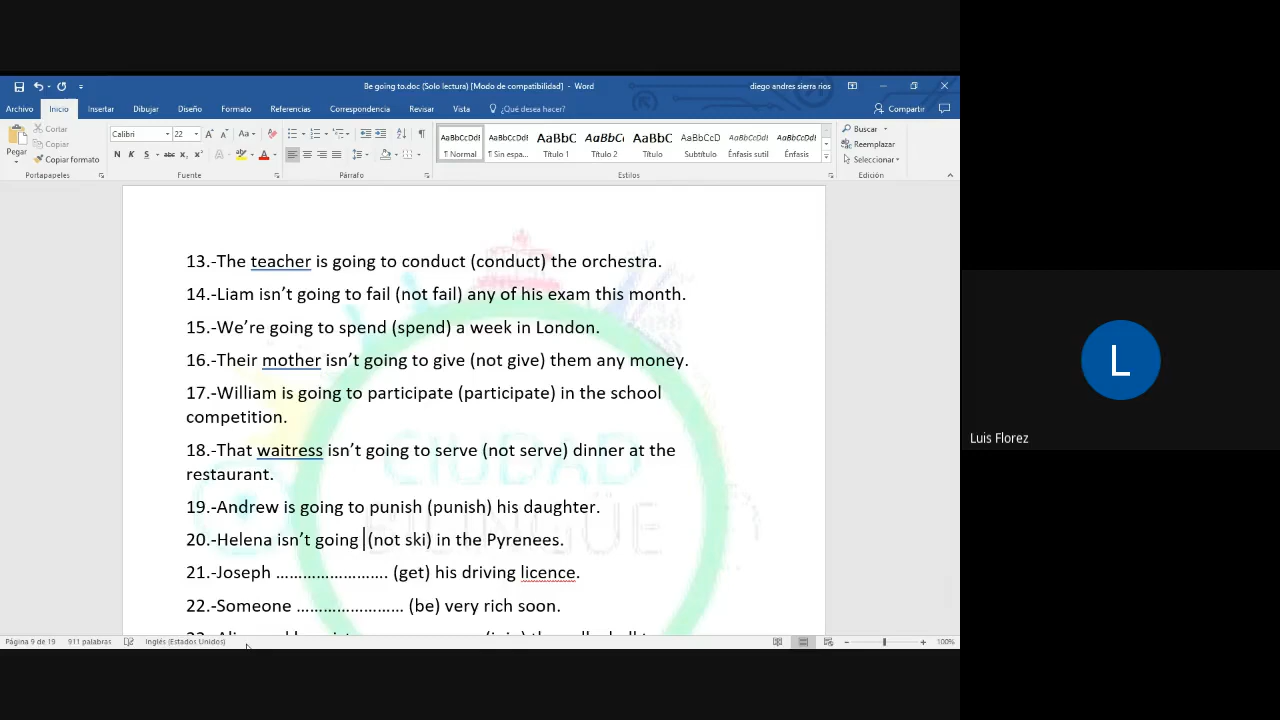 Be going to.doc (Solo lectura) [Modo de compatibilidad] - Word
diego andres sierra rios
Archivo Inicio Insertar Dibujar Diseño Formato Referencias Correspondencia Revisar Vista ¿Qué desea hacer? Compartir
Pegar
Cortar
Copiar
Copiar formato
Portapapeles
Calibri 22
Fuente
Párrafo
AaBbCcDdI ¶ Normal
AaBbCcDdI ¶ Sin espa...
AaBbC Título 1
AaBbCc Título 2
AaBbC Título
AaBbCcD Subtítulo
AaBbCcDdI Énfasis sutil
AaBbCcDdI Énfasis
Estilos
Buscar
Reemplazar
Seleccionar
Edición
13.-The teacher is going to conduct (conduct) the orchestra.
14.-Liam isn’t going to fail (not fail) any of his exam this month.
15.-We’re going to spend (spend) a week in London.
16.-Their mother isn’t going to give (not give) them any money.
17.-William is going to participate (participate) in the school
competition.
18.-That waitress isn’t going to serve (not serve) dinner at the
restaurant.
19.-Andrew is going to punish (punish) his daughter.
20.-Helena isn’t going (not ski) in the Pyrenees.
21.-Joseph ……………………. (get) his driving licence.
22.-Someone …………………… (be) very rich soon.
CIUDAD
BILINGÜE
Página 9 de 19 911 palabras Inglés (Estados Unidos) 100%
L
Luis Florez